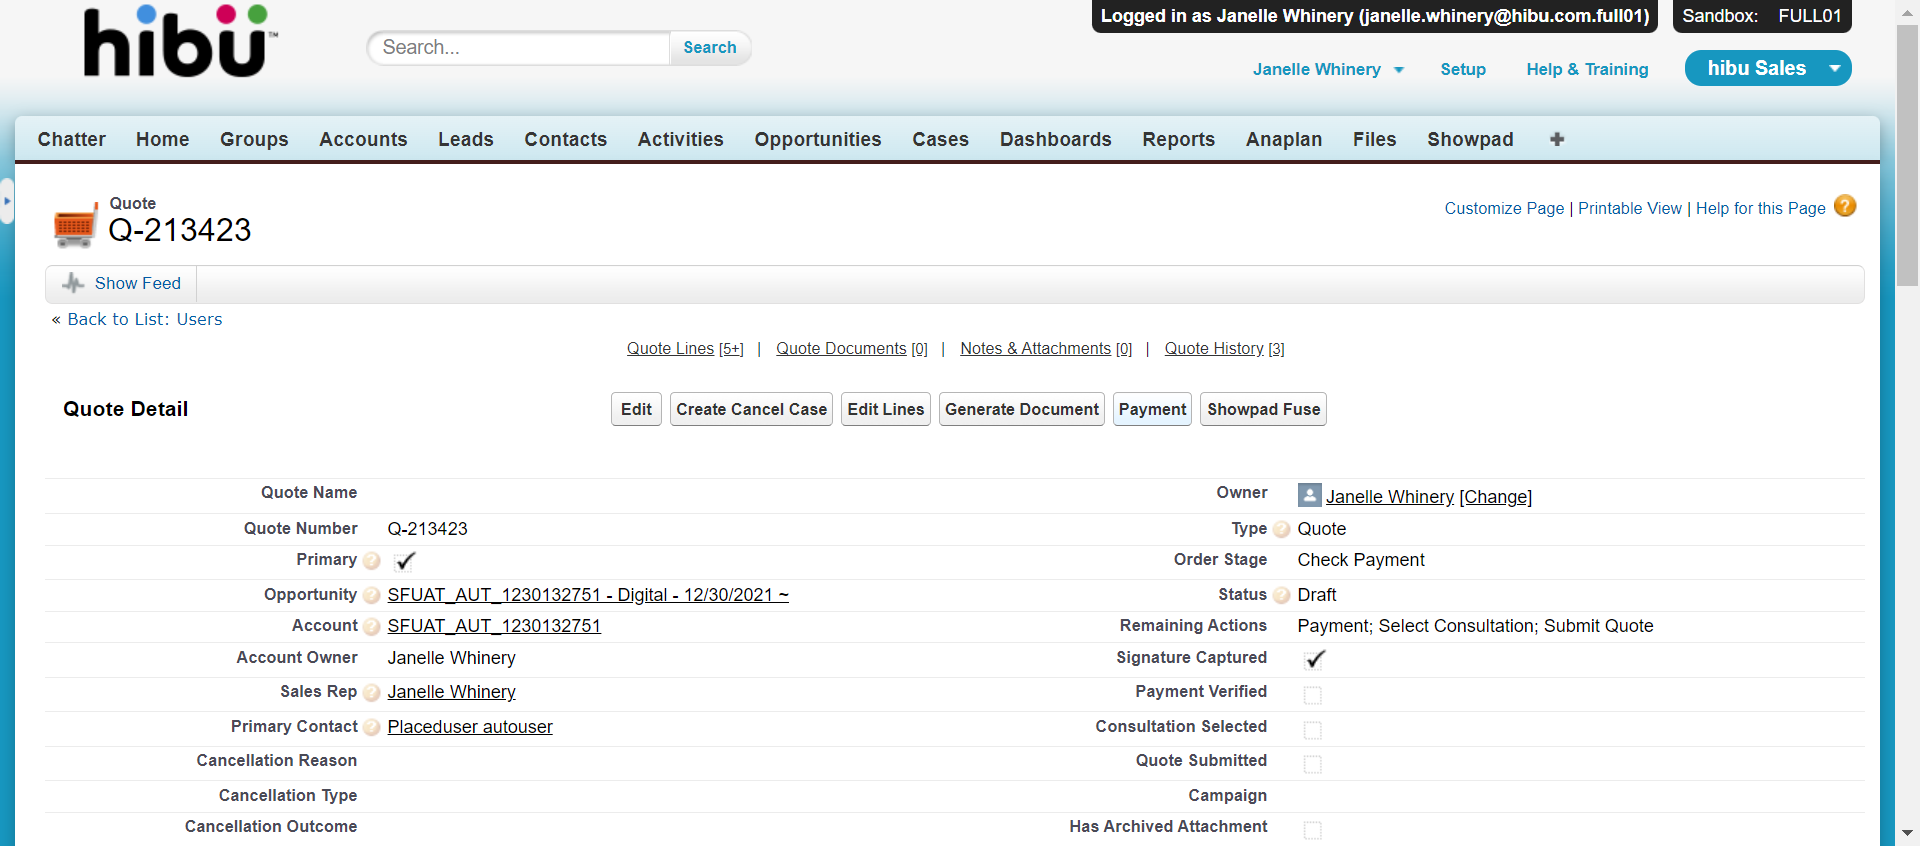 hibu™
Search...
Search
Logged in as Janelle Whinery (janelle.whinery@hibu.com.full01)
Sandbox: FULL01
Janelle Whinery
Setup
Help & Training
hibu Sales
Chatter Home Groups Accounts Leads Contacts Activities Opportunities Cases Dashboards Reports Anaplan Files Showpad +
Quote
Q-213423
Customize Page | Printable View | Help for this Page ?
Show Feed
« Back to List: Users
Quote Lines [5+] | Quote Documents [0] | Notes & Attachments [0] | Quote History [3]
Quote Detail
Edit Create Cancel Case Edit Lines Generate Document Payment Showpad Fuse
Quote Name
Owner Janelle Whinery [Change]
Quote Number Q-213423
Type ? Quote
Primary ?
Order Stage Check Payment
Opportunity ? SFUAT_AUT_1230132751 - Digital - 12/30/2021 ~
Status ? Draft
Account ? SFUAT_AUT_1230132751
Remaining Actions Payment; Select Consultation; Submit Quote
Account Owner Janelle Whinery
Signature Captured
Sales Rep ? Janelle Whinery
Payment Verified
Primary Contact ? Placeduser autouser
Consultation Selected
Cancellation Reason
Quote Submitted
Cancellation Type
Campaign
Cancellation Outcome
Has Archived Attachment